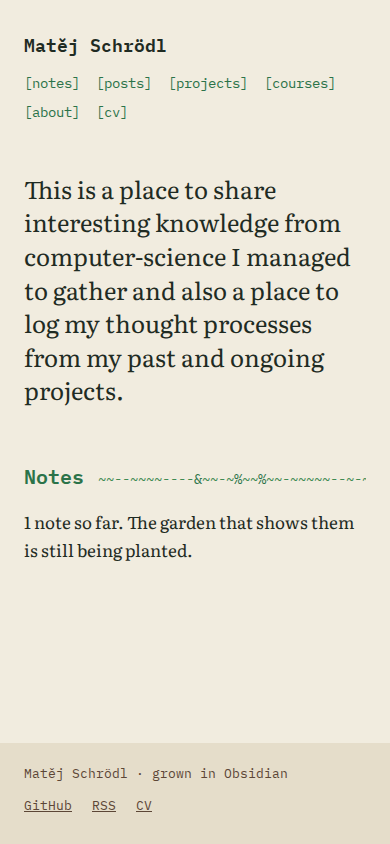 Matěj Schrödl
[notes] [posts] [projects] [courses]
[about] [cv]
This is a place to share
interesting knowledge from
computer-science I managed
to gather and also a place to
log my thought processes
from my past and ongoing
projects.
Notes ~~--~~~~----&~~-~%~~%~~-~~~~~--~-~
1 note so far. The garden that shows them
is still being planted.
Matěj Schrödl · grown in Obsidian
GitHub RSS CV